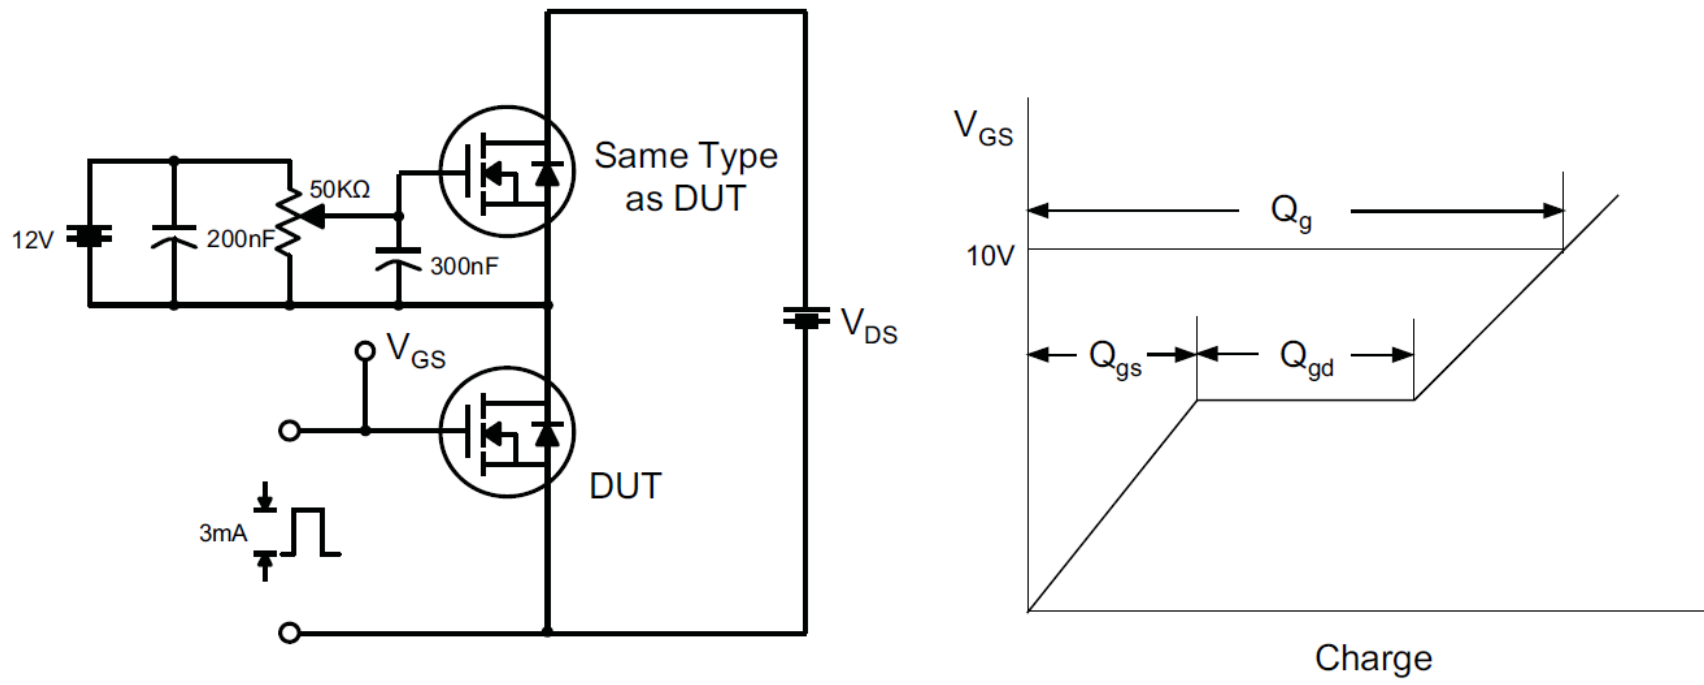 Same Type
as DUT
50KΩ
12V
200nF
300nF
VGS
VDS
DUT
3mA
VGS
Qg
10V
Qgs
Qgd
Charge